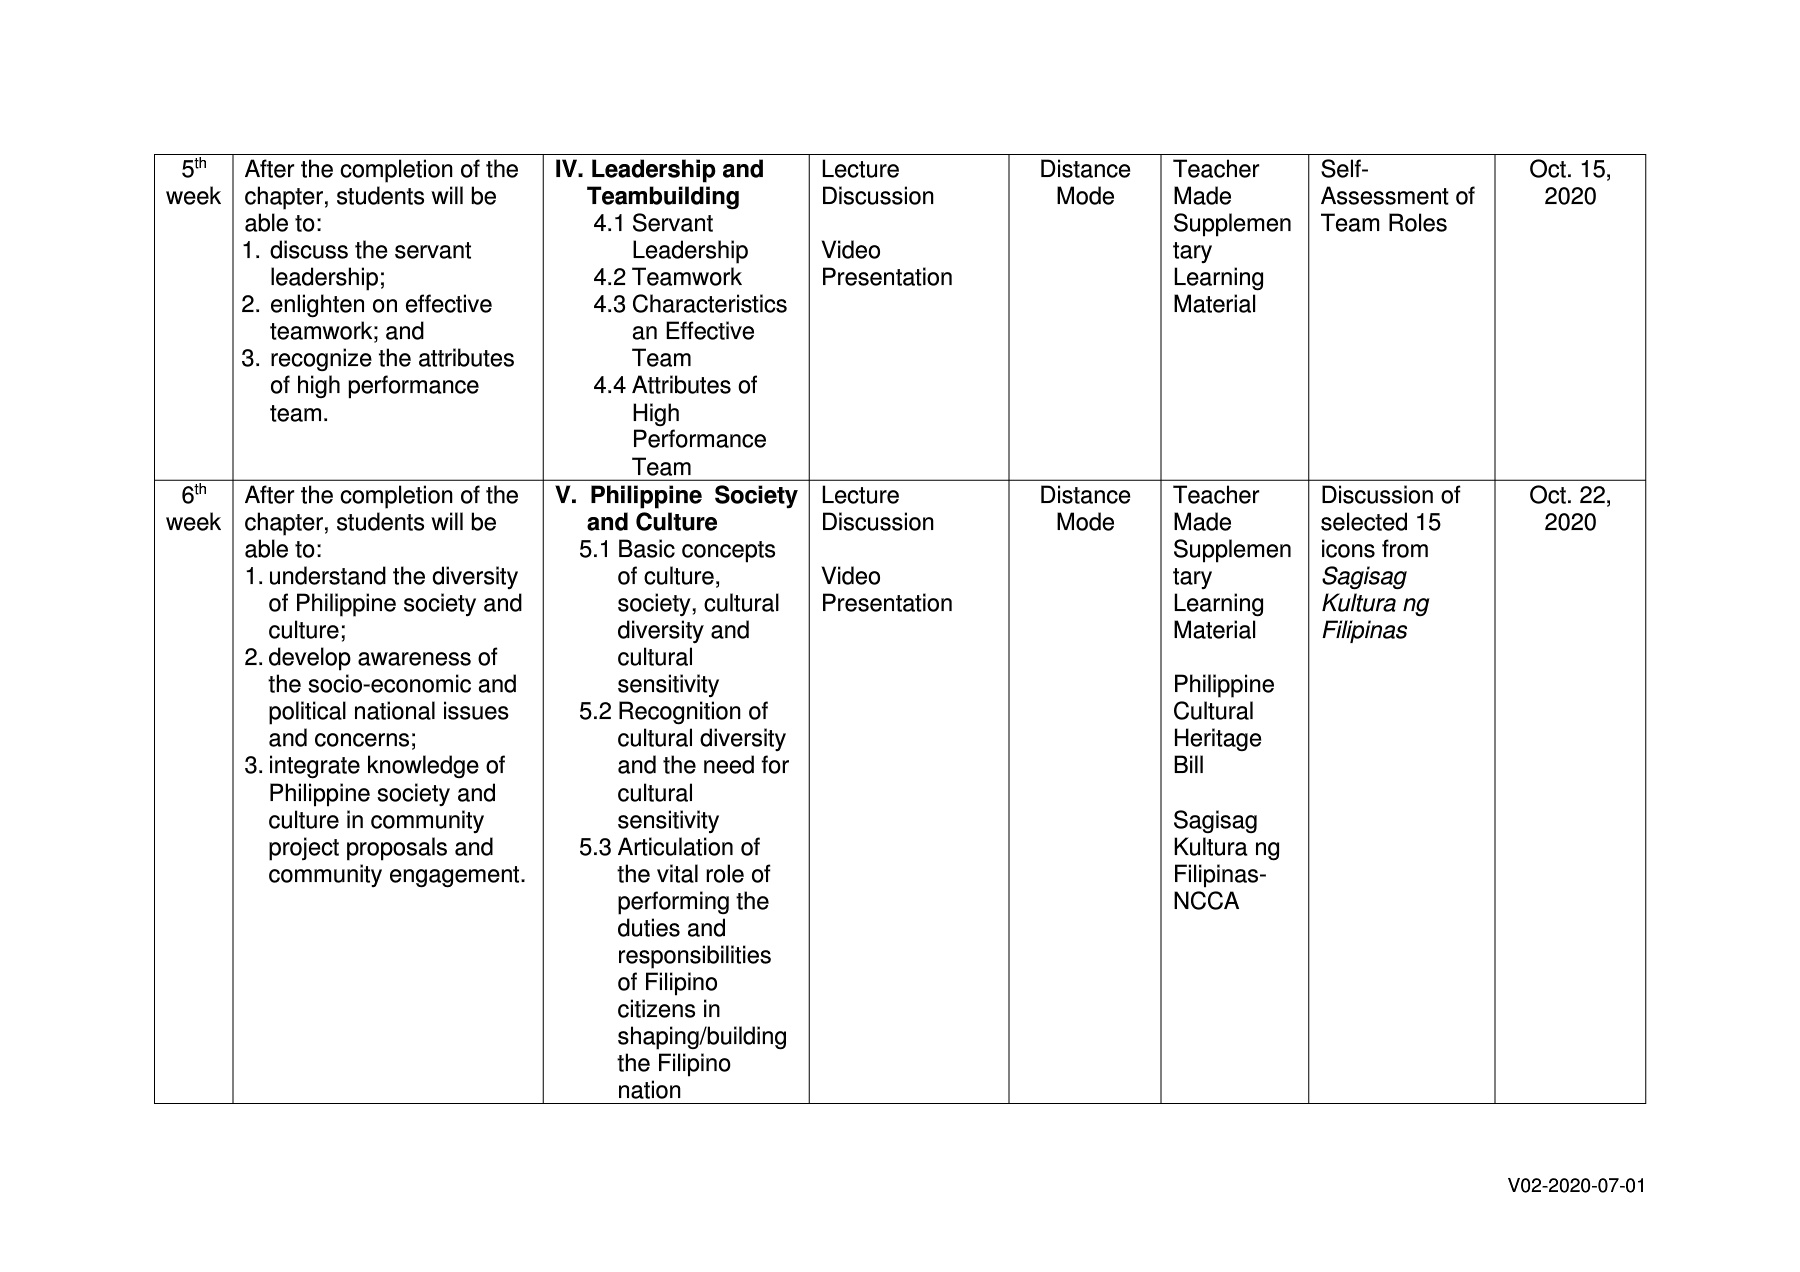 5th
week
After the completion of the
chapter, students will be
able to:
1. discuss the servant
leadership;
2. enlighten on effective
teamwork; and
3. recognize the attributes
of high performance
team.
IV. Leadership and
Teambuilding
4.1 Servant
Leadership
4.2 Teamwork
4.3 Characteristics
an Effective
Team
4.4 Attributes of
High
Performance
Team
Lecture
Discussion
Video
Presentation
Distance
Mode
Teacher
Made
Supplemen
tary
Learning
Material
Self-
Assessment of
Team Roles
Oct. 15,
2020
6th
week
After the completion of the
chapter, students will be
able to:
1. understand the diversity
of Philippine society and
culture;
2. develop awareness of
the socio-economic and
political national issues
and concerns;
3. integrate knowledge of
Philippine society and
culture in community
project proposals and
community engagement.
V. Philippine Society
and Culture
5.1 Basic concepts
of culture,
society, cultural
diversity and
cultural
sensitivity
5.2 Recognition of
cultural diversity
and the need for
cultural
sensitivity
5.3 Articulation of
the vital role of
performing the
duties and
responsibilities
of Filipino
citizens in
shaping/building
the Filipino
nation
Lecture
Discussion
Video
Presentation
Distance
Mode
Teacher
Made
Supplemen
tary
Learning
Material
Philippine
Cultural
Heritage
Bill
Sagisag
Kultura ng
Filipinas-
NCCA
Discussion of
selected 15
icons from
Sagisag
Kultura ng
Filipinas
Oct. 22,
2020
V02-2020-07-01